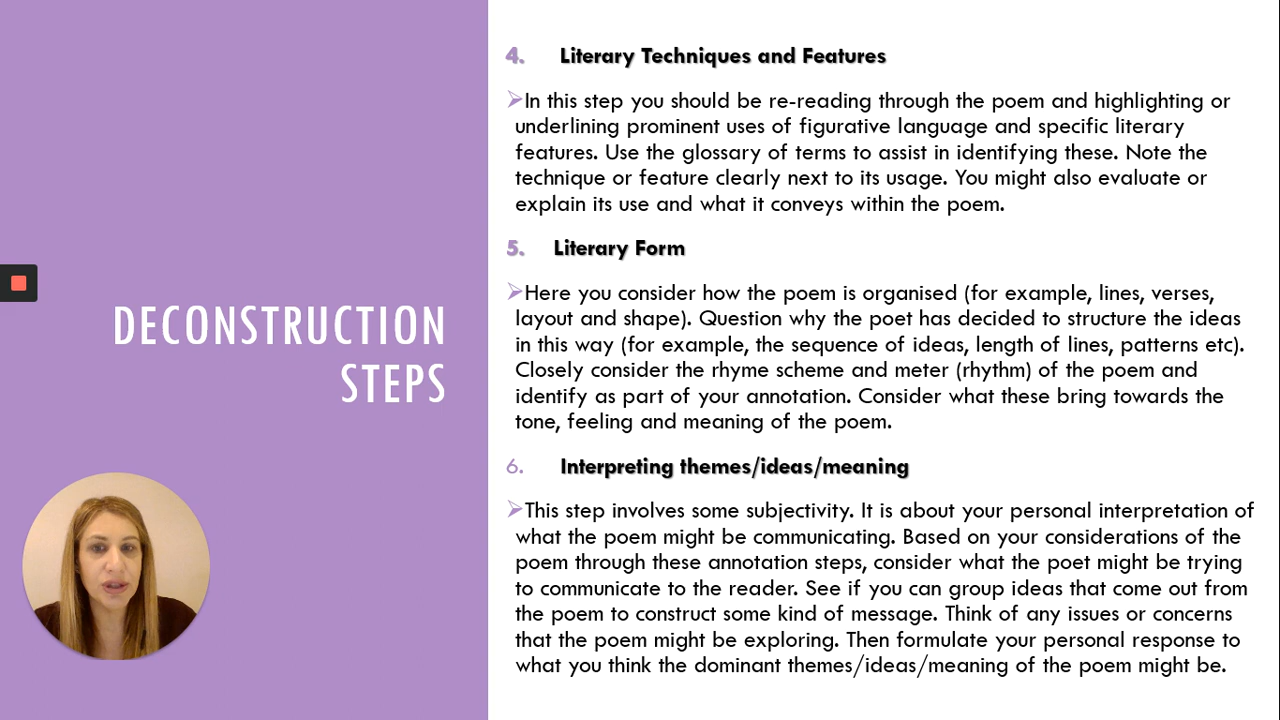 DECONSTRUCTION
STEPS
4. Literary Techniques and Features
➢In this step you should be re-reading through the poem and highlighting or
underlining prominent uses of figurative language and specific literary
features. Use the glossary of terms to assist in identifying these. Note the
technique or feature clearly next to its usage. You might also evaluate or
explain its use and what it conveys within the poem.
5. Literary Form
➢Here you consider how the poem is organised (for example, lines, verses,
layout and shape). Question why the poet has decided to structure the ideas
in this way (for example, the sequence of ideas, length of lines, patterns etc).
Closely consider the rhyme scheme and meter (rhythm) of the poem and
identify as part of your annotation. Consider what these bring towards the
tone, feeling and meaning of the poem.
6. Interpreting themes/ideas/meaning
➢This step involves some subjectivity. It is about your personal interpretation of
what the poem might be communicating. Based on your considerations of the
poem through these annotation steps, consider what the poet might be trying
to communicate to the reader. See if you can group ideas that come out from
the poem to construct some kind of message. Think of any issues or concerns
that the poem might be exploring. Then formulate your personal response to
what you think the dominant themes/ideas/meaning of the poem might be.